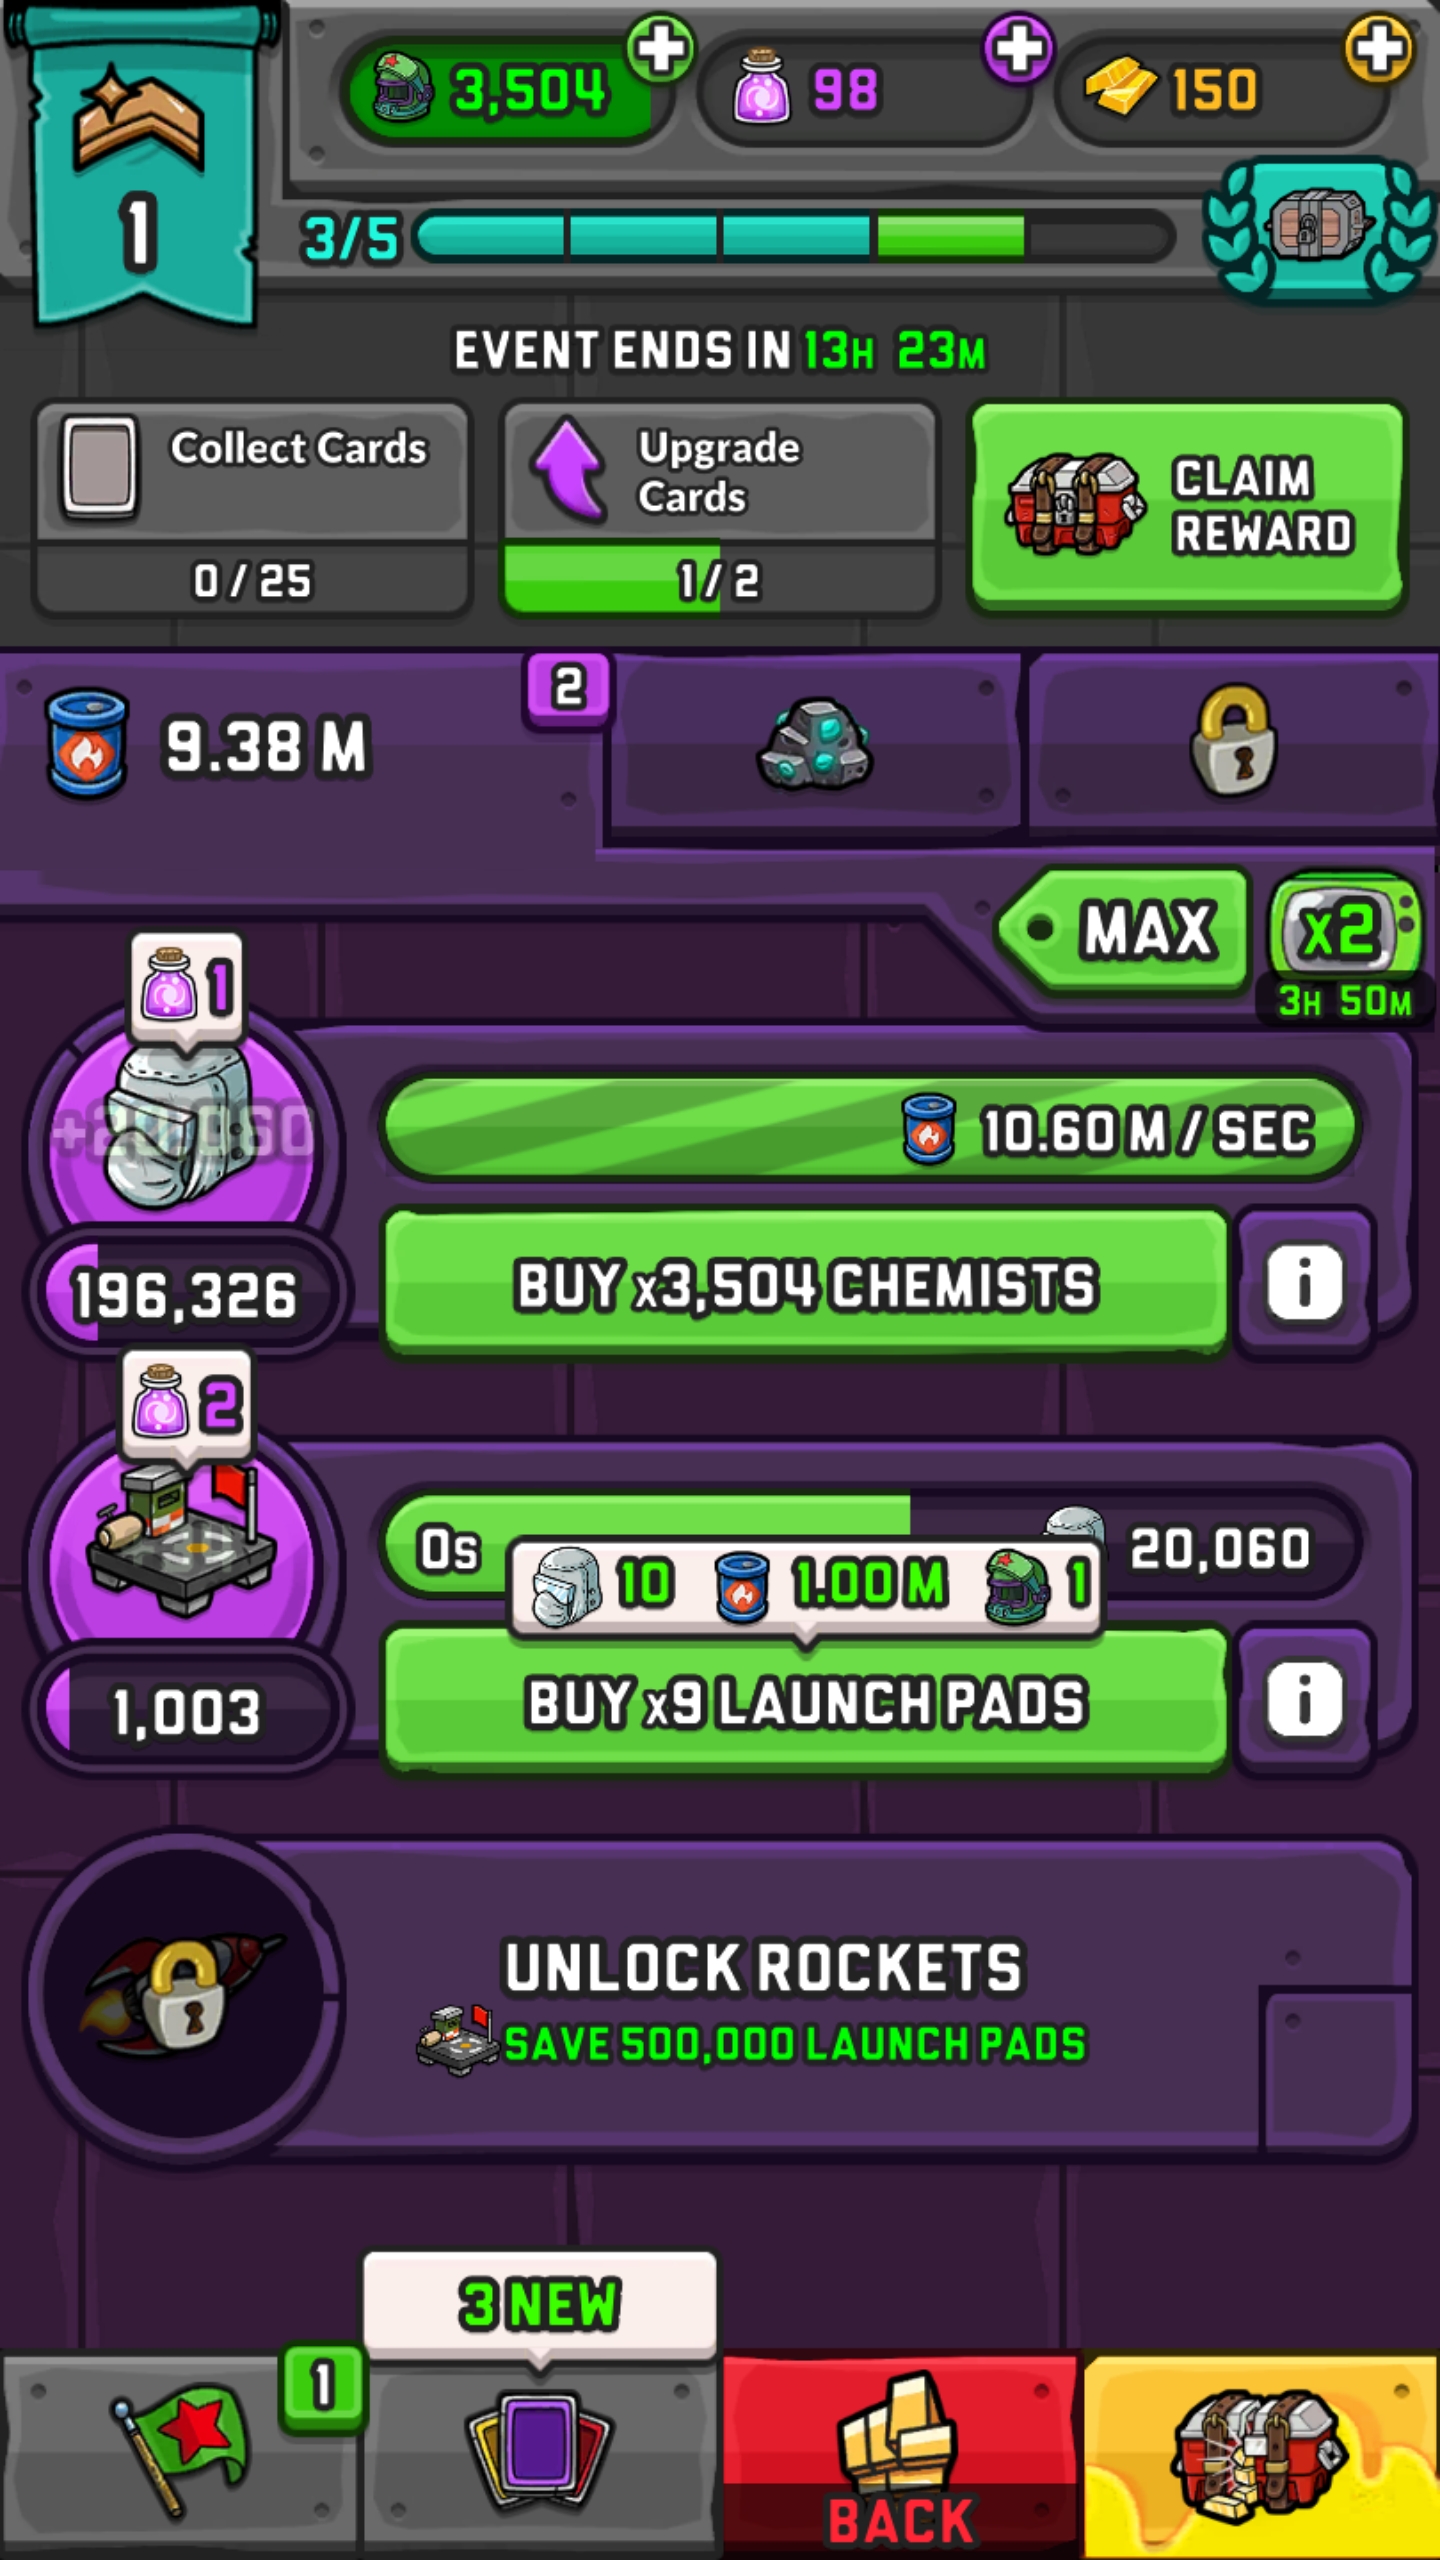 3,504
98
150
1
3/5
EVENT ENDS IN 13H 23M
Collect Cards
0 / 25
Upgrade
Cards
1 / 2
CLAIM
REWARD
9.38 M
2
MAX
x2
3H 50M
1
10.60 M / SEC
196,326
BUY x3,504 CHEMISTS
i
2
0s
20,060
10
1.00 M
1
1,003
BUY x9 LAUNCH PADS
i
UNLOCK ROCKETS
SAVE 500,000 LAUNCH PADS
3 NEW
1
BACK